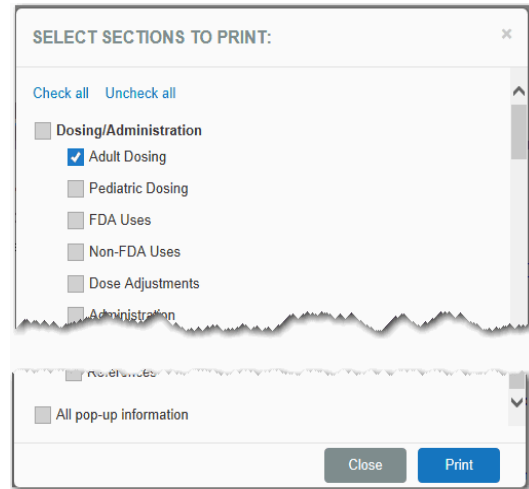 SELECT SECTIONS TO PRINT: ×
Check all Uncheck all
Dosing/Administration
Adult Dosing
Pediatric Dosing
FDA Uses
Non-FDA Uses
Dose Adjustments
Administration
References
All pop-up information
Close Print